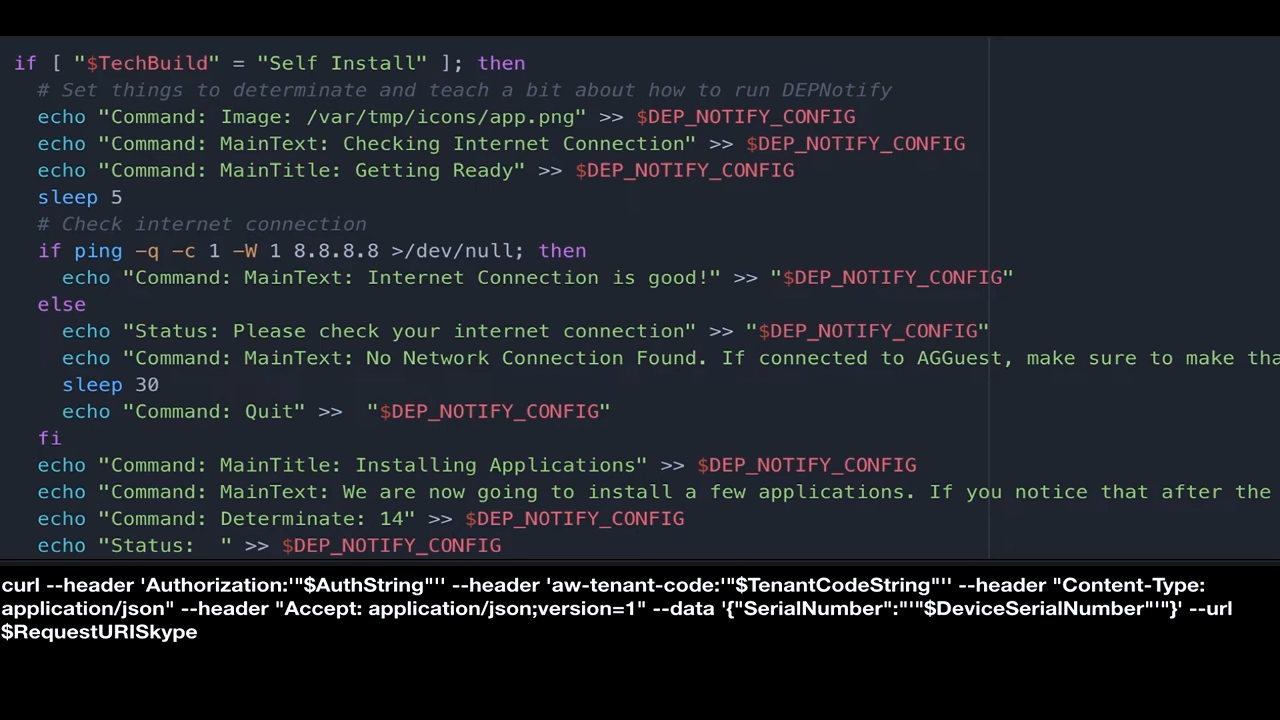 if [ "$TechBuild" = "Self Install" ]; then
# Set things to determinate and teach a bit about how to run DEPNotify
echo "Command: Image: /var/tmp/icons/app.png" >> $DEP_NOTIFY_CONFIG
echo "Command: MainText: Checking Internet Connection" >> $DEP_NOTIFY_CONFIG
echo "Command: MainTitle: Getting Ready" >> $DEP_NOTIFY_CONFIG
sleep 5
# Check internet connection
if ping -q -c 1 -W 1 8.8.8.8 >/dev/null; then
echo "Command: MainText: Internet Connection is good!" >> "$DEP_NOTIFY_CONFIG"
else
echo "Status: Please check your internet connection" >> "$DEP_NOTIFY_CONFIG"
echo "Command: MainText: No Network Connection Found. If connected to AGGuest, make sure to make tha
sleep 30
echo "Command: Quit" >>  "$DEP_NOTIFY_CONFIG"
fi
echo "Command: MainTitle: Installing Applications" >> $DEP_NOTIFY_CONFIG
echo "Command: MainText: We are now going to install a few applications. If you notice that after the
echo "Command: Determinate: 14" >> $DEP_NOTIFY_CONFIG
echo "Status:  " >> $DEP_NOTIFY_CONFIG
curl --header 'Authorization:'"$AuthString"'' --header 'aw-tenant-code:'"$TenantCodeString"'' --header "Content-Type:
application/json" --header "Accept: application/json;version=1" --data '{"SerialNumber":"'"$DeviceSerialNumber"'"}' --url
$RequestURISkype